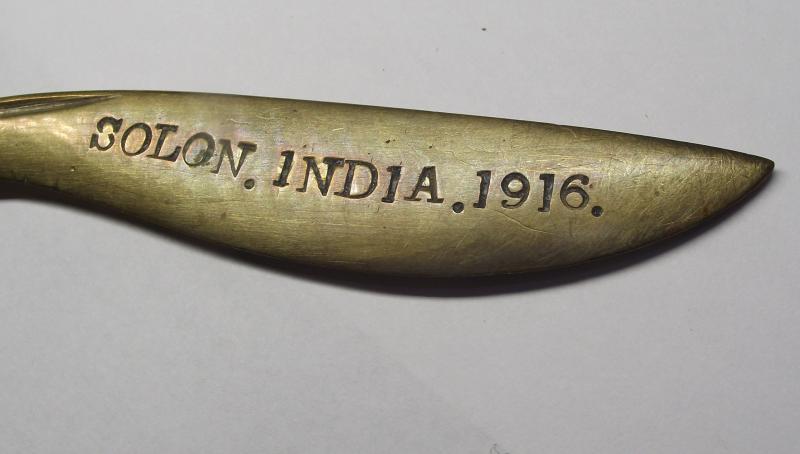 SOLON. INDIA. 1916.